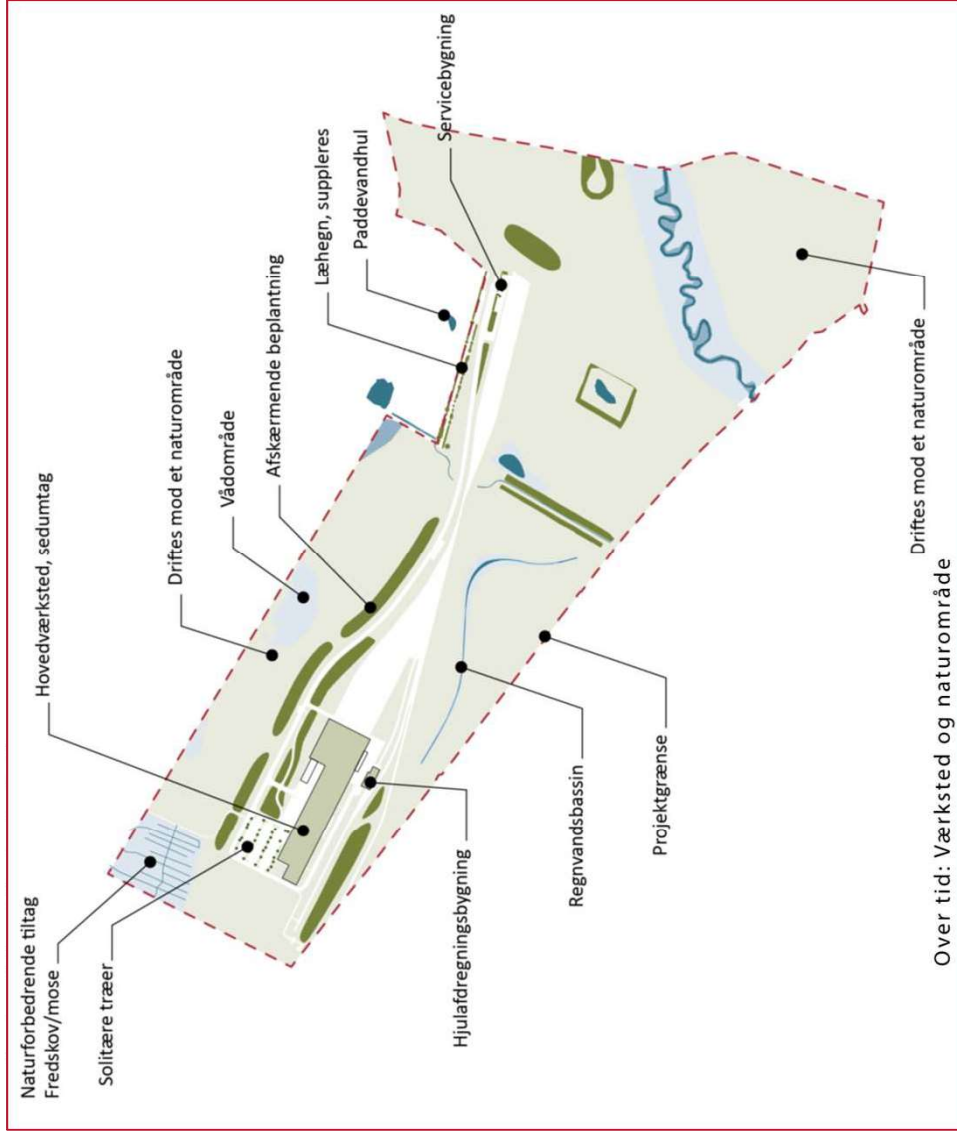 Naturforbedrende tiltag
Fredskov/mose
Solitære træer
Hovedværksted, sedumtag
Driftes mod et naturområde
Vådområde
Afskærmende beplantning
Læhegn, suppleres
Paddevandhul
Servicebygning
Hjulafdregningsbygning
Regnvandsbassin
Projektgrænse
Driftes mod et naturområde
Over tid: Værksted og naturområde